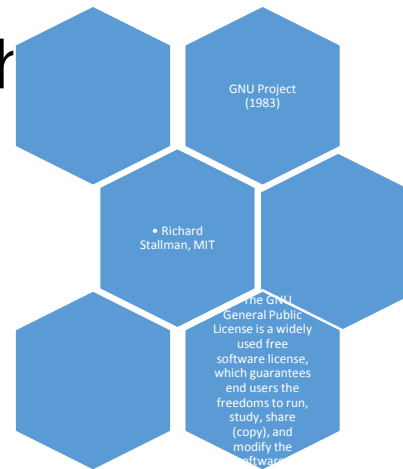 GNU Project
(1983)
• Richard
Stallman, MIT
The GNU
General Public
License is a widely
used free
software license,
which guarantees
end users the
freedoms to run,
study, share
(copy), and
modify the
software